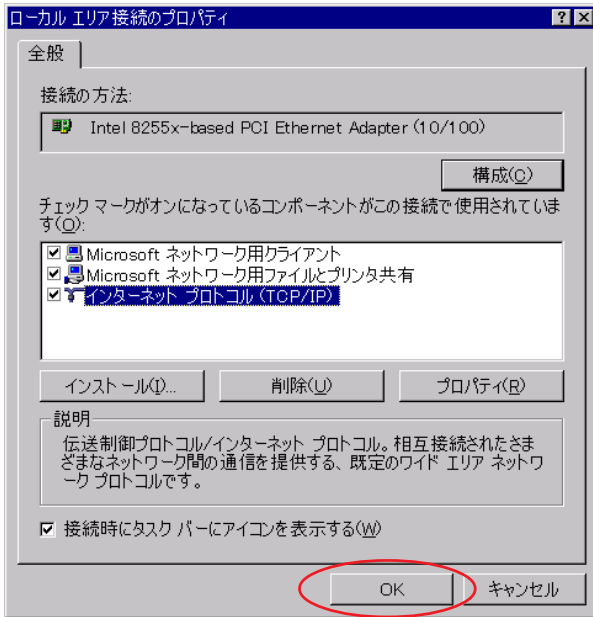 ローカル エリア接続のプロパティ
全般
接続の方法:
Intel 8255x-based PCI Ethernet Adapter (10/100)
構成(C)
チェック マークがオンになっているコンポーネントがこの接続で使用されていま
す(O):
Microsoft ネットワーク用クライアント
Microsoft ネットワーク用ファイルとプリンタ共有
インターネット プロトコル (TCP/IP)
インストール(I)... 削除(U) プロパティ(R)
説明
伝送制御プロトコル/インターネット プロトコル。相互接続されたさま
ざまなネットワーク間の通信を提供する、既定のワイド エリア ネットワ
ーク プロトコルです。
接続時にタスク バーにアイコンを表示する(W)
OK キャンセル